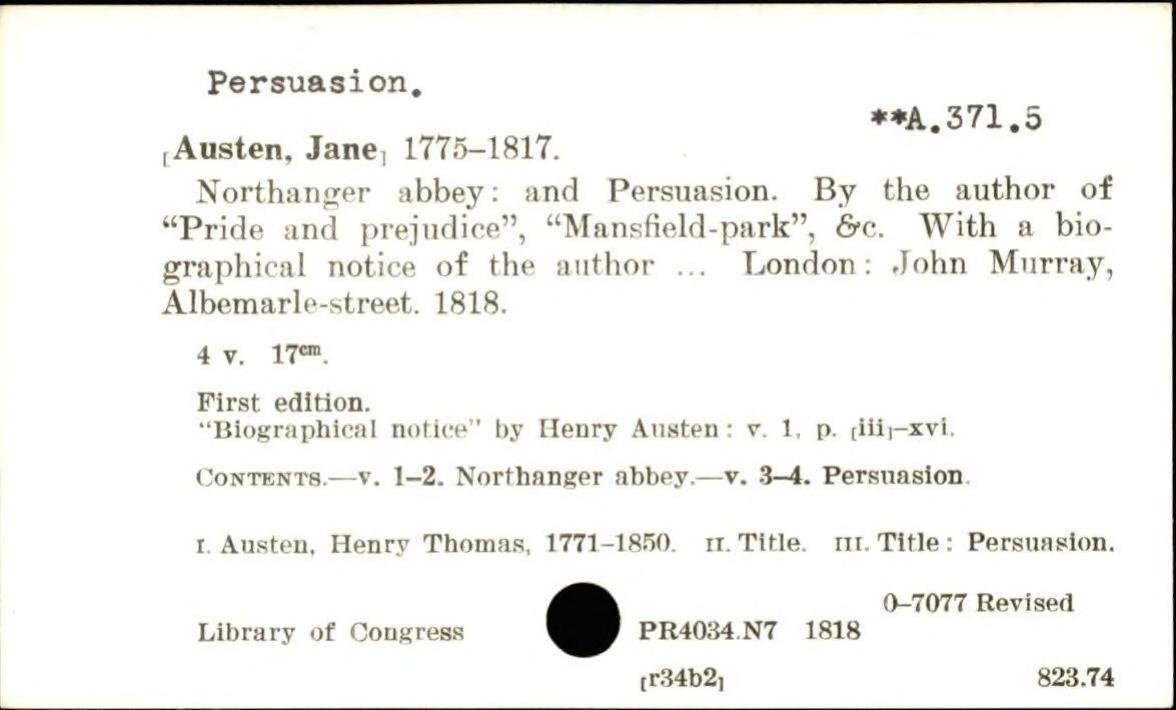 Persuasion.
**A.371.5
[Austen, Jane] 1775–1817.
Northanger abbey: and Persuasion. By the author of
“Pride and prejudice”, “Mansfield-park”, &c. With a bio-
graphical notice of the author ... London: John Murray,
Albemarle-street. 1818.
4 v. 17cm.
First edition.
“Biographical notice” by Henry Austen: v. 1, p. [iii]–xvi.
CONTENTS.—v. 1–2. Northanger abbey.—v. 3–4. Persuasion.
I. Austen, Henry Thomas, 1771–1850. II. Title. III. Title: Persuasion.
0–7077 Revised
Library of Congress PR4034.N7 1818
[r34b2] 823.74